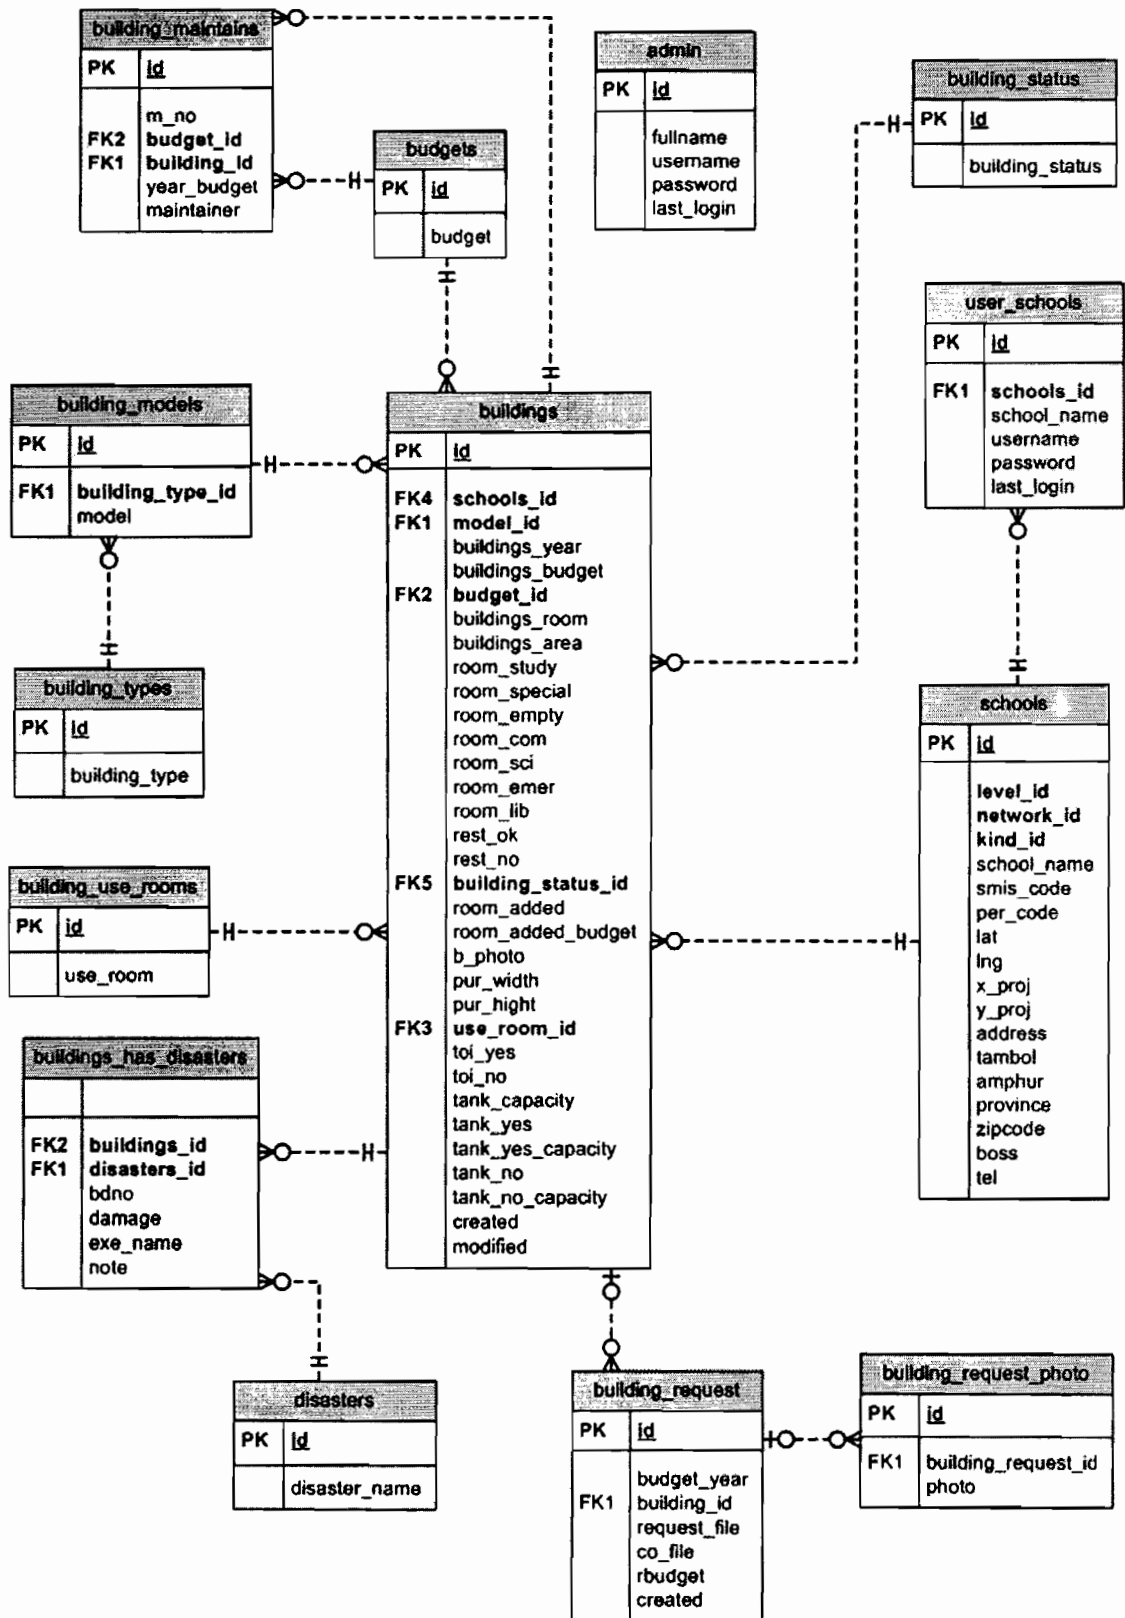 building_maintains
PK id
m_no
FK2 budget_id
FK1 building_id
year_budget
maintainer
budgets
PK id
budget
admin
PK id
fullname
username
password
last_login
building_status
PK id
building_status
user_schools
PK id
FK1 schools_id
school_name
username
password
last_login
building_models
PK id
FK1 building_type_id
model
building_types
PK id
building_type
building_use_rooms
PK id
use_room
buildings_has_disasters
FK2 buildings_id
FK1 disasters_id
bdno
damage
exe_name
note
disasters
PK id
disaster_name
buildings
PK id
FK4 schools_id
FK1 model_id
buildings_year
buildings_budget
FK2 budget_id
buildings_room
buildings_area
room_study
room_special
room_empty
room_com
room_sci
room_emer
room_lib
rest_ok
rest_no
FK5 building_status_id
room_added
room_added_budget
b_photo
pur_width
pur_hight
FK3 use_room_id
toi_yes
toi_no
tank_capacity
tank_yes
tank_yes_capacity
tank_no
tank_no_capacity
created
modified
schools
PK id
level_id
network_id
kind_id
school_name
smis_code
per_code
lat
lng
x_proj
y_proj
address
tambol
amphur
province
zipcode
boss
tel
building_request
PK id
budget_year
FK1 building_id
request_file
co_file
rbudget
created
building_request_photo
PK id
FK1 building_request_id
photo